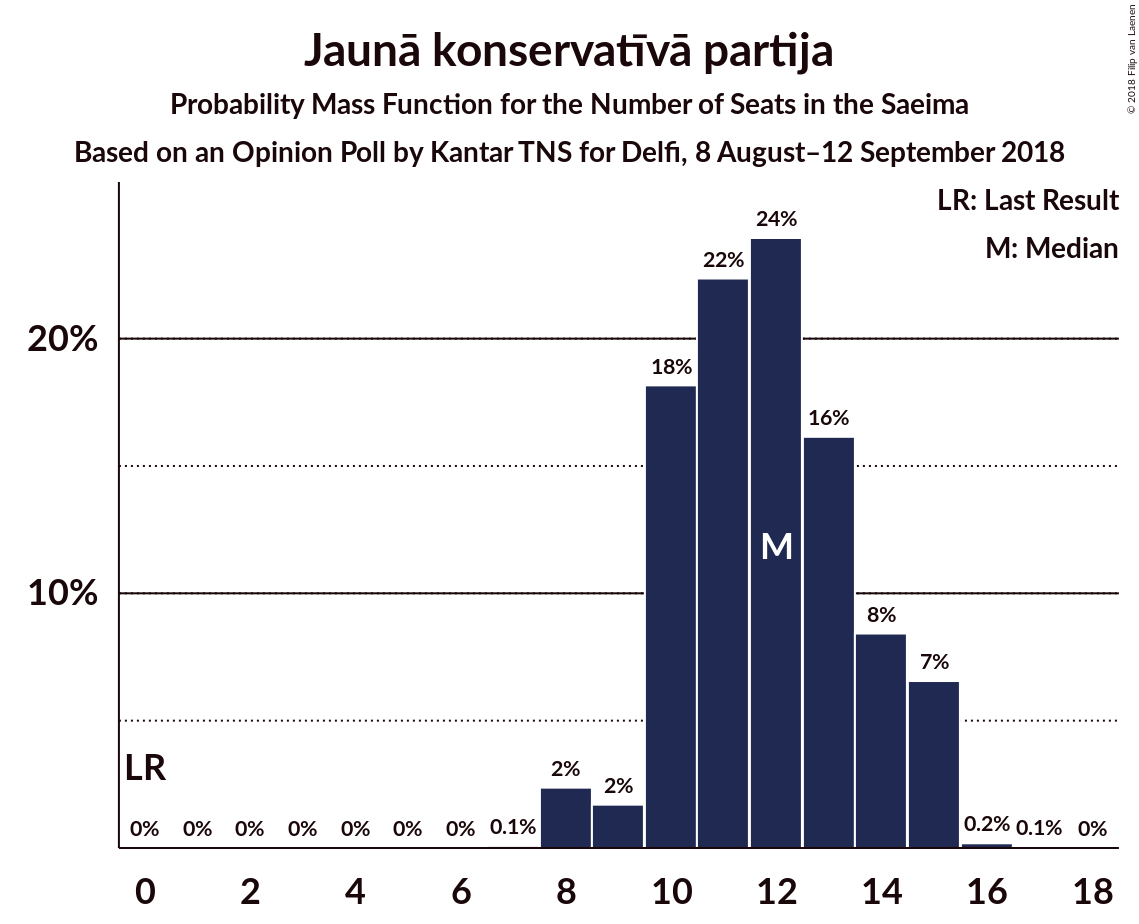 Jaunā konservatīvā partija
Probability Mass Function for the Number of Seats in the Saeima
Based on an Opinion Poll by Kantar TNS for Delfi, 8 August–12 September 2018
© 2018 Filip van Laenen
LR: Last Result
M: Median
24%
22%
20%
18%
16%
M
10%
8%
7%
LR
2%
2%
0% 0% 0% 0% 0% 0% 0% 0.1% 0.2% 0.1% 0%
0 2 4 6 8 10 12 14 16 18